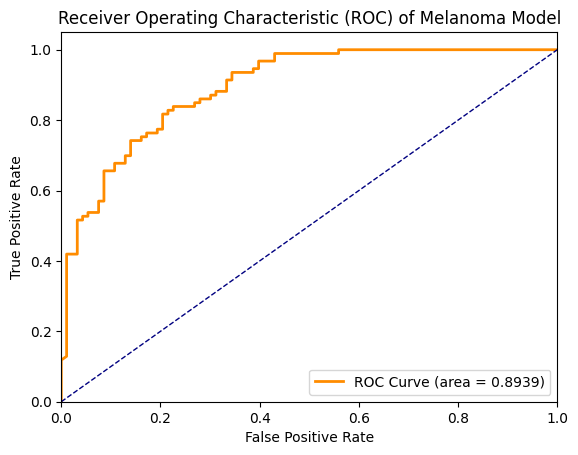 Receiver Operating Characteristic (ROC) of Melanoma Model
1.0
0.8
0.6
0.4
0.2
0.0
True Positive Rate
ROC Curve (area = 0.8939)
0.0 0.2 0.4 0.6 0.8 1.0
False Positive Rate